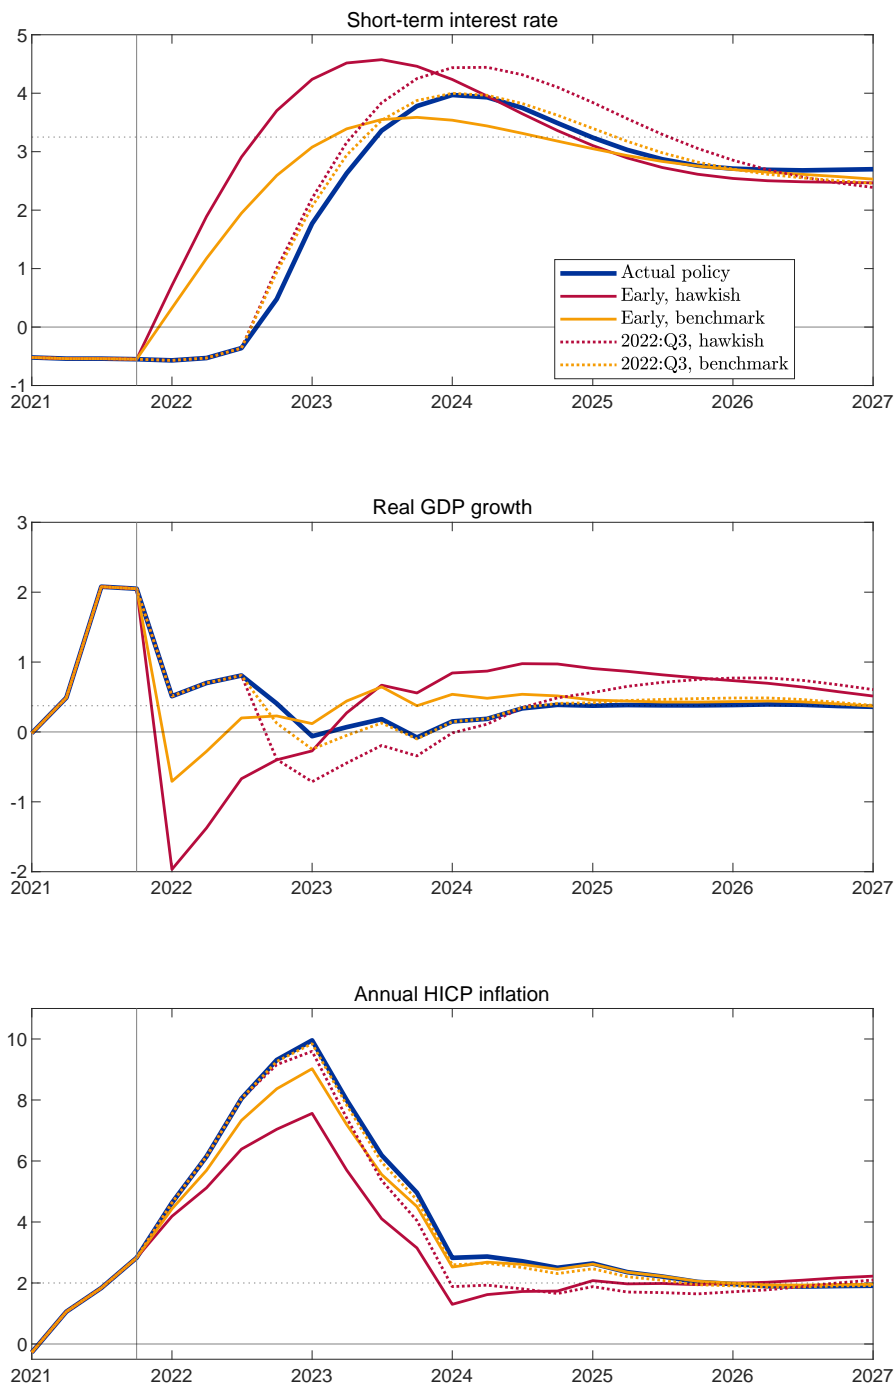 Short-term interest rate
5
4
3
2
1
0
-1
Actual policy
Early, hawkish
Early, benchmark
2022:Q3, hawkish
2022:Q3, benchmark
2021 2022 2023 2024 2025 2026 2027
Real GDP growth
3
2
1
0
-1
-2
2021 2022 2023 2024 2025 2026 2027
Annual HICP inflation
10
8
6
4
2
0
2021 2022 2023 2024 2025 2026 2027